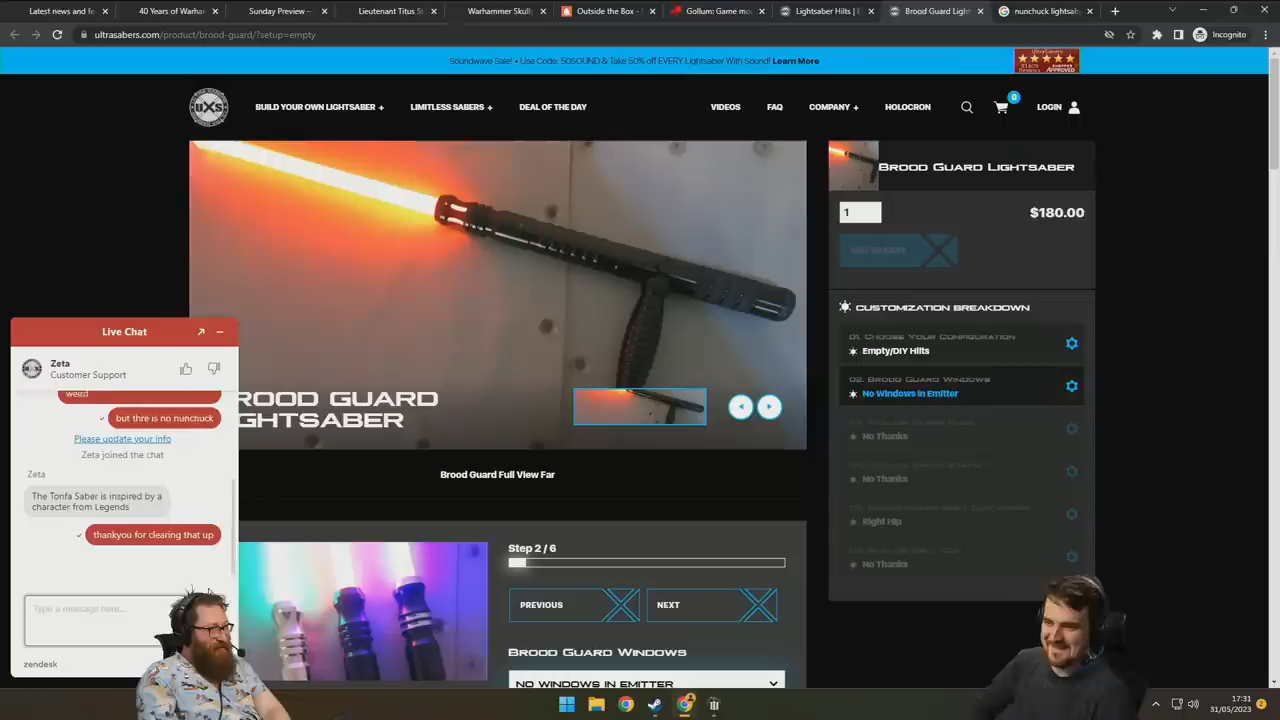 Latest news and fe
40 Years of Warha
Sunday Preview –
Lieutenant Titus St
Warhammer Skulls
Outside the Box -
Gollum: Game mo
Lightsaber Hilts |
Brood Guard Ligh
nunchuck lightsab
ultrasabers.com/product/brood-guard/?setup=empty
Incognito
Soundwave Sale! • Use Code: 50SOUND & Take 50% off EVERY Lightsaber With Sound! Learn More
UXS
BUILD YOUR OWN LIGHTSABER +
LIMITLESS SABERS +
DEAL OF THE DAY
VIDEOS
FAQ
COMPANY +
HOLOCRON
0
LOGIN
BROOD GUARD LIGHTSABER
1
$180.00
ADD TO CART
CUSTOMIZATION BREAKDOWN
01. CHOOSE YOUR CONFIGURATION
Empty/DIY Hilts
02. BROOD GUARD WINDOWS
No Windows in Emitter
No Thanks
No Thanks
Right Hip
No Thanks
ROOD GUARD
GHTSABER
Brood Guard Full View Far
Step 2 / 6
PREVIOUS
NEXT
BROOD GUARD WINDOWS
NO WINDOWS IN EMITTER
Live Chat
Zeta
Customer Support
weird
but thre is no nunchuck
Please update your info
Zeta joined the chat
Zeta
The Tonfa Saber is inspired by a
character from Legends
thankyou for clearing that up
Type a message here...
zendesk
17:31
31/05/2023